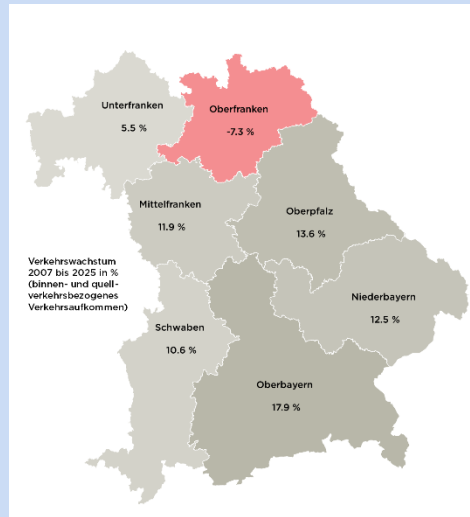 Unterfranken
5.5 %
Oberfranken
-7.3 %
Mittelfranken
11.9 %
Oberpfalz
13.6 %
Verkehrswachstum
2007 bis 2025 in %
(binnen- und quell-
verkehrsbezogenes
Verkehrsaufkommen)
Niederbayern
12.5 %
Schwaben
10.6 %
Oberbayern
17.9 %